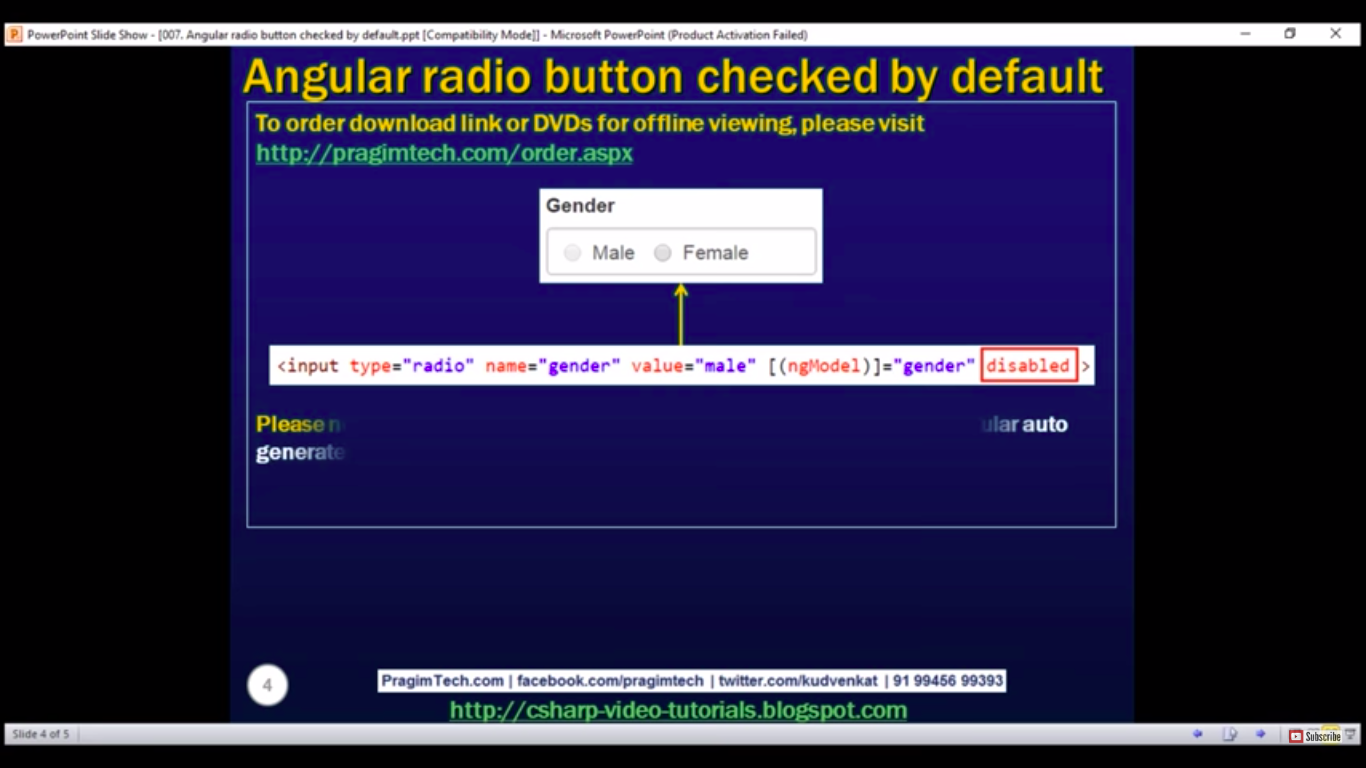 PowerPoint Slide Show - [007. Angular radio button checked by default.ppt [Compatibility Mode]] - Microsoft PowerPoint (Product Activation Failed)
Angular radio button checked by default
To order download link or DVDs for offline viewing, please visit
http://pragimtech.com/order.aspx
Gender
Male Female
<input type="radio" name="gender" value="male" [(ngModel)]="gender" disabled >
Please auto
generate
4
PragimTech.com | facebook.com/pragimtech | twitter.com/kudvenkat | 91 99456 99393
http://csharp-video-tutorials.blogspot.com
Slide 4 of 5
Subscribe